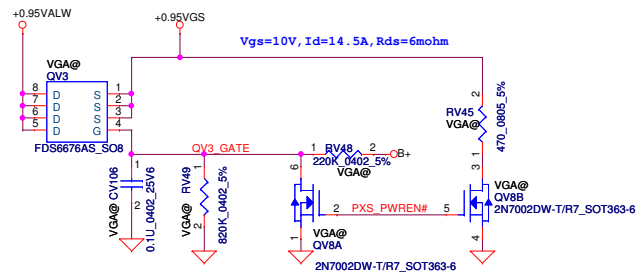 +0.95VALW
+0.95VGS
Vgs=10V,Id=14.5A,Rds=6mohm
VGA@
QV3
8 D S 1
7 D S 2
6 D S 3
5 D G 4
FDS6676AS_SO8
2
RV45
VGA@
470_0805_5%
1
QV3_GATE
1 RV48 2
B+
220K_0402_5%
VGA@
1
CV106
VGA@
2
0.1U_0402_25V6
1
RV49
VGA@
2
820K_0402_5%
6
2 PXS_PWREN# 5
1
VGA@
QV8A
2N7002DW-T/R7_SOT363-6
3
VGA@
QV8B
2N7002DW-T/R7_SOT363-6
4